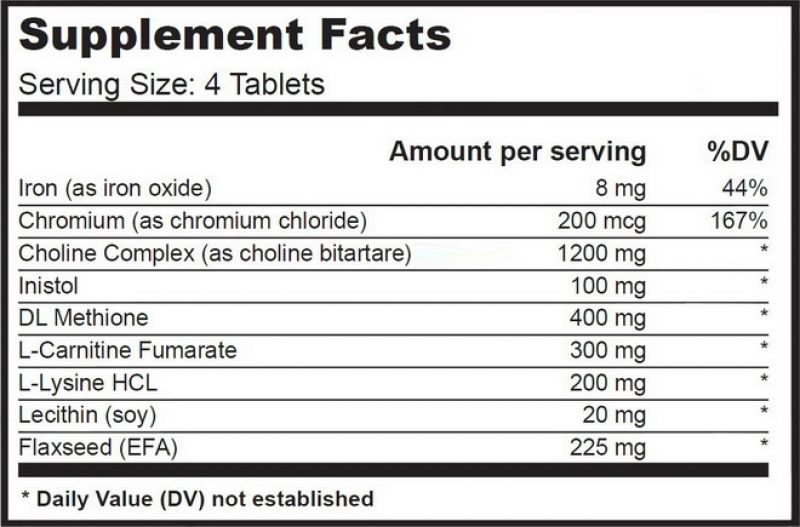 Supplement Facts
Serving Size: 4 Tablets
Amount per serving %DV
Iron (as iron oxide) 8 mg 44%
Chromium (as chromium chloride) 200 mcg 167%
Choline Complex (as choline bitartare) 1200 mg *
Inistol 100 mg *
DL Methione 400 mg *
L-Carnitine Fumarate 300 mg *
L-Lysine HCL 200 mg *
Lecithin (soy) 20 mg *
Flaxseed (EFA) 225 mg *
* Daily Value (DV) not established